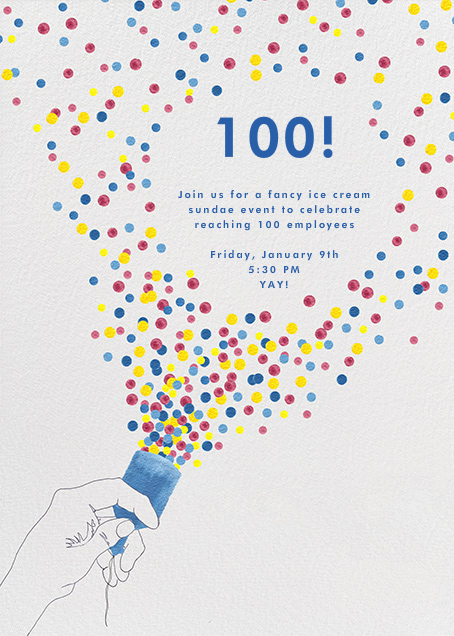 100!
Join us for a fancy ice cream
sundae event to celebrate
reaching 100 employees
Friday, January 9th
5:30 PM
YAY!